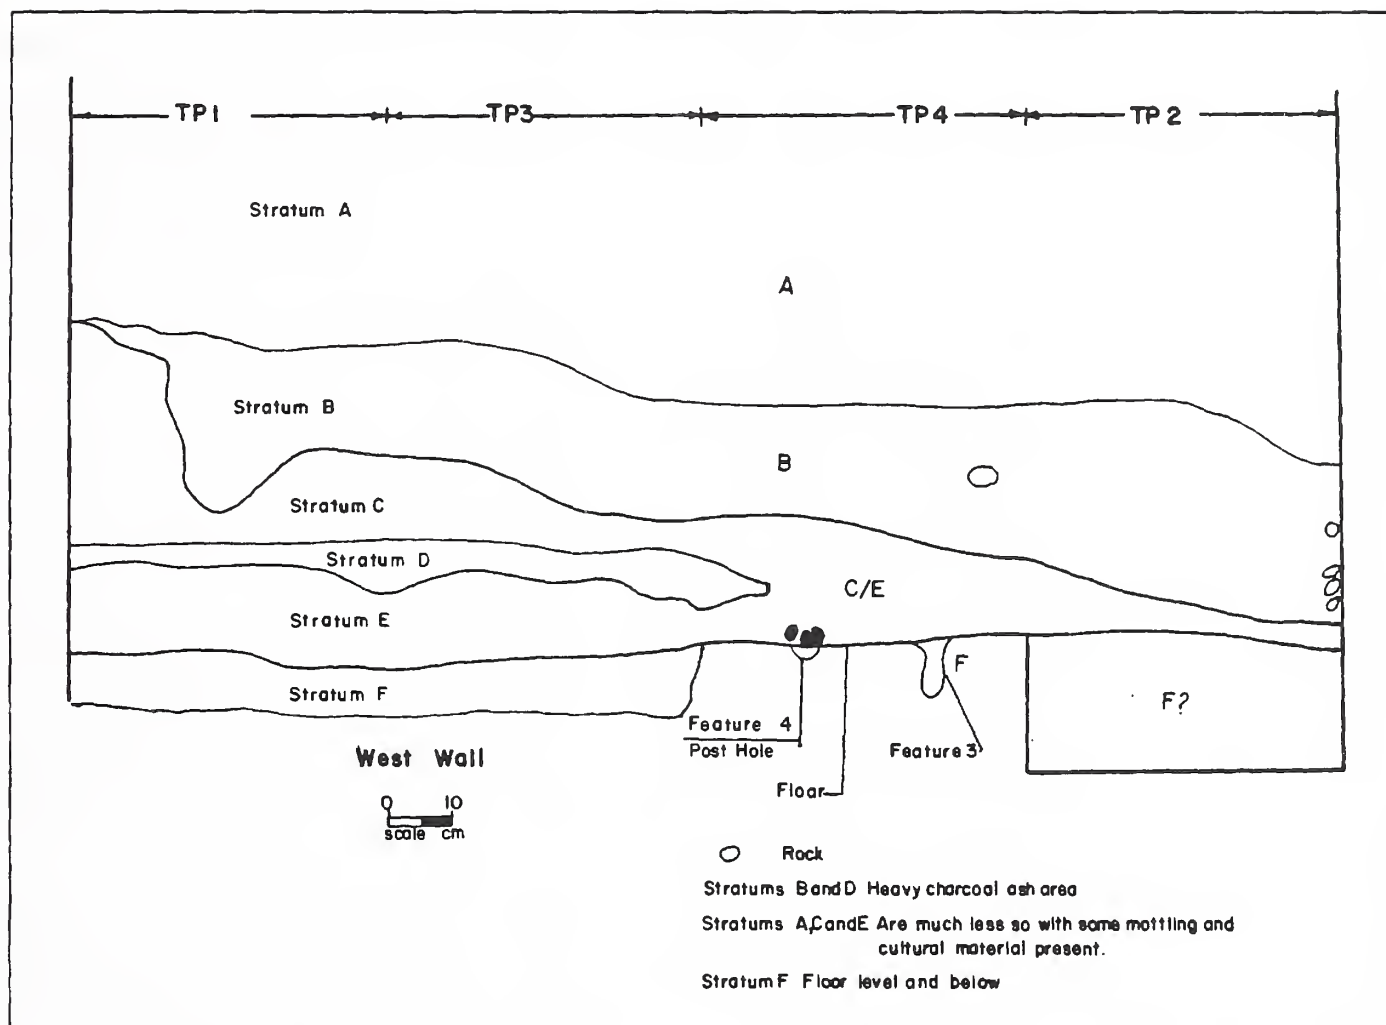 TP1 TP3 TP4 TP2
Stratum A
A
Stratum B
B
Stratum C
Stratum D
C/E
Stratum E
F
Stratum F
F?
Feature 4
Post Hole
Feature 3
West Wall
Floor
0 10
scale cm
Rock
Stratums B and D Heavy charcoal ash area
Stratums A,C and E Are much less so with some mottling and
cultural material present.
Stratum F Floor level and below